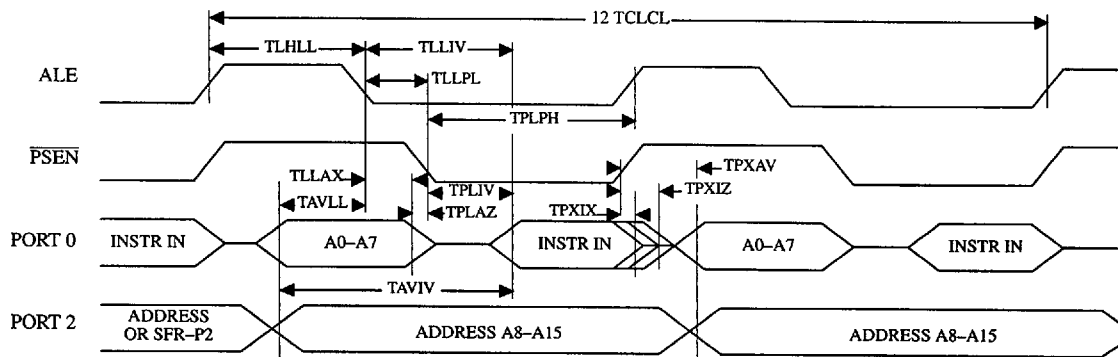 12 TCLCL
TLHLL
TLLIV
ALE
TLLPL
TPLPH
PSEN
TLLAX
TPLIV
TPXAV
TAVLL
TPLAZ
TPXIX
TPXIZ
PORT 0
INSTR IN
A0–A7
INSTR IN
A0–A7
INSTR IN
TAVIV
PORT 2
ADDRESS
OR SFR–P2
ADDRESS A8–A15
ADDRESS A8–A15